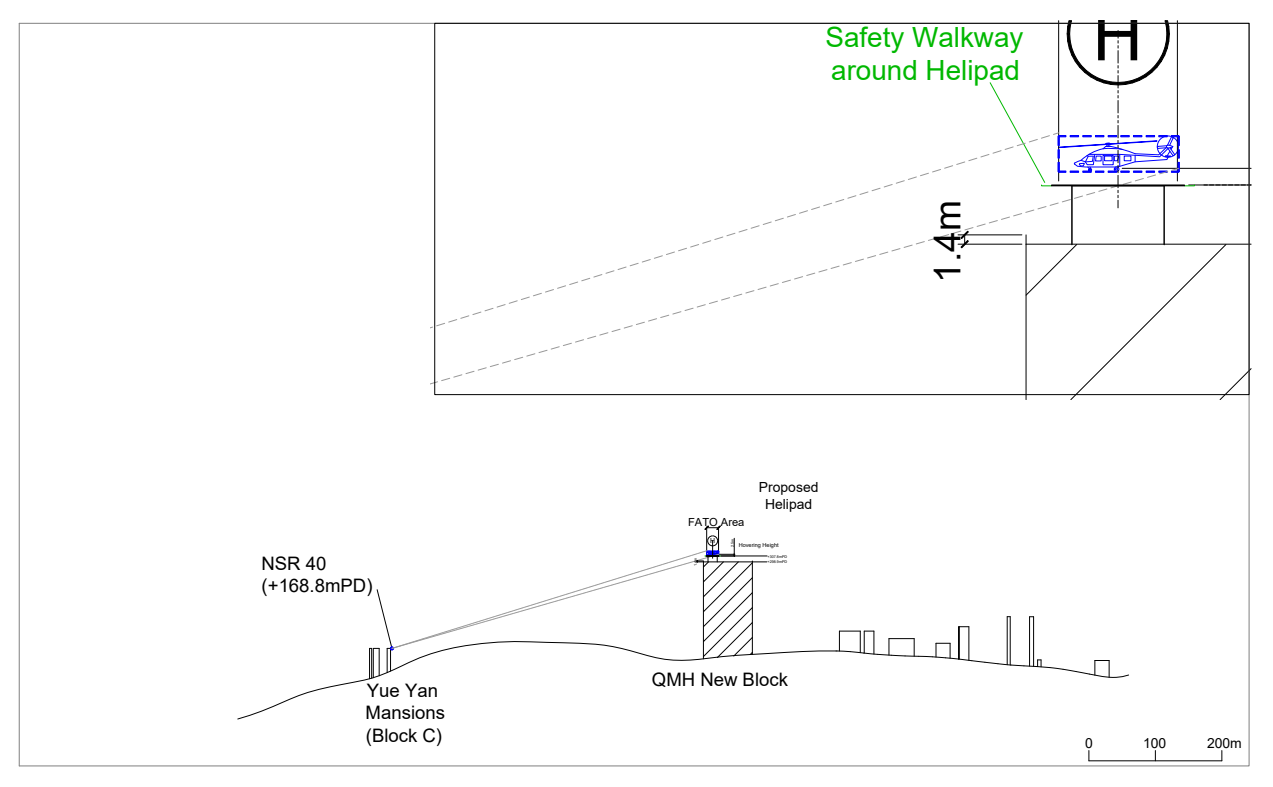 Safety Walkway
around Helipad
H
1.4m
Proposed
Helipad
FATO Area
H
Hovering Height
NSR 40
(+168.8mPD)
QMH New Block
Yue Yan
Mansions
(Block C)
0 100 200m